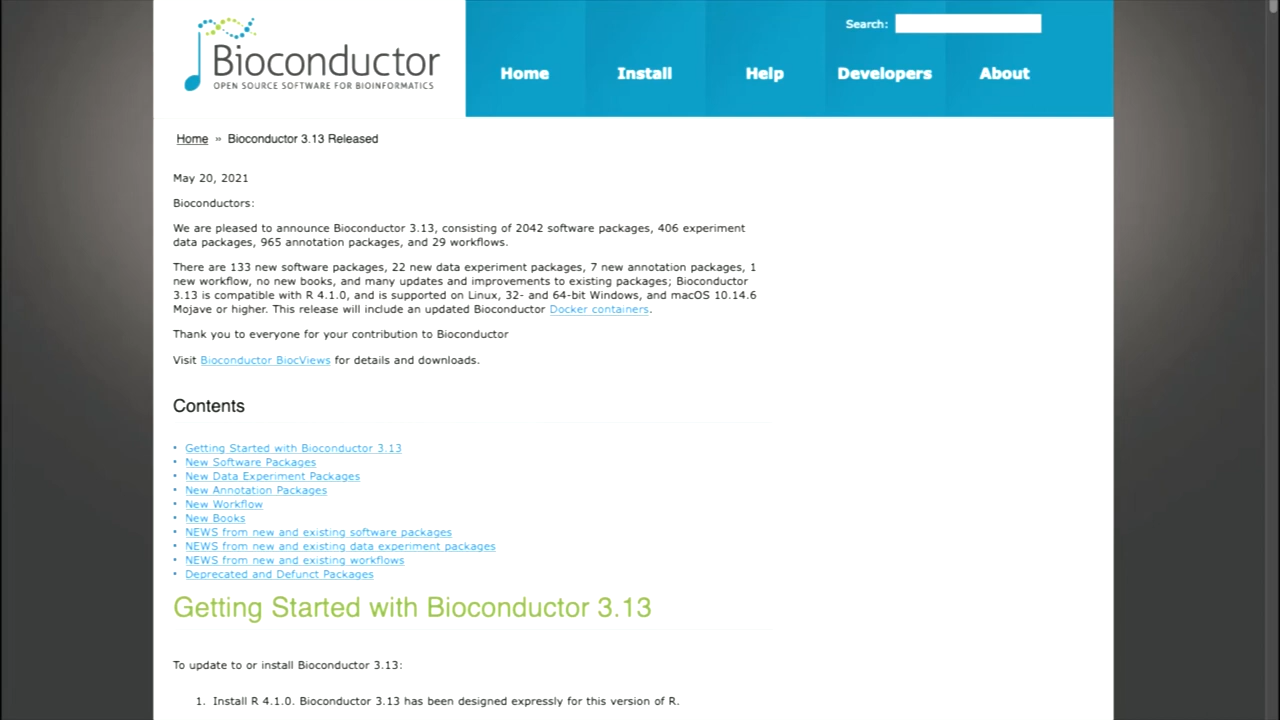 Bioconductor
OPEN SOURCE SOFTWARE FOR BIOINFORMATICS
Search:
Home Install Help Developers About
Home » Bioconductor 3.13 Released
May 20, 2021
Bioconductors:
We are pleased to announce Bioconductor 3.13, consisting of 2042 software packages, 406 experiment
data packages, 965 annotation packages, and 29 workflows.
There are 133 new software packages, 22 new data experiment packages, 7 new annotation packages, 1
new workflow, no new books, and many updates and improvements to existing packages; Bioconductor
3.13 is compatible with R 4.1.0, and is supported on Linux, 32- and 64-bit Windows, and macOS 10.14.6
Mojave or higher. This release will include an updated Bioconductor Docker containers.
Thank you to everyone for your contribution to Bioconductor
Visit Bioconductor BiocViews for details and downloads.
Contents
• Getting Started with Bioconductor 3.13
• New Software Packages
• New Data Experiment Packages
• New Annotation Packages
• New Workflow
• New Books
• NEWS from new and existing software packages
• NEWS from new and existing data experiment packages
• NEWS from new and existing workflows
• Deprecated and Defunct Packages
Getting Started with Bioconductor 3.13
To update to or install Bioconductor 3.13:
1. Install R 4.1.0. Bioconductor 3.13 has been designed expressly for this version of R.